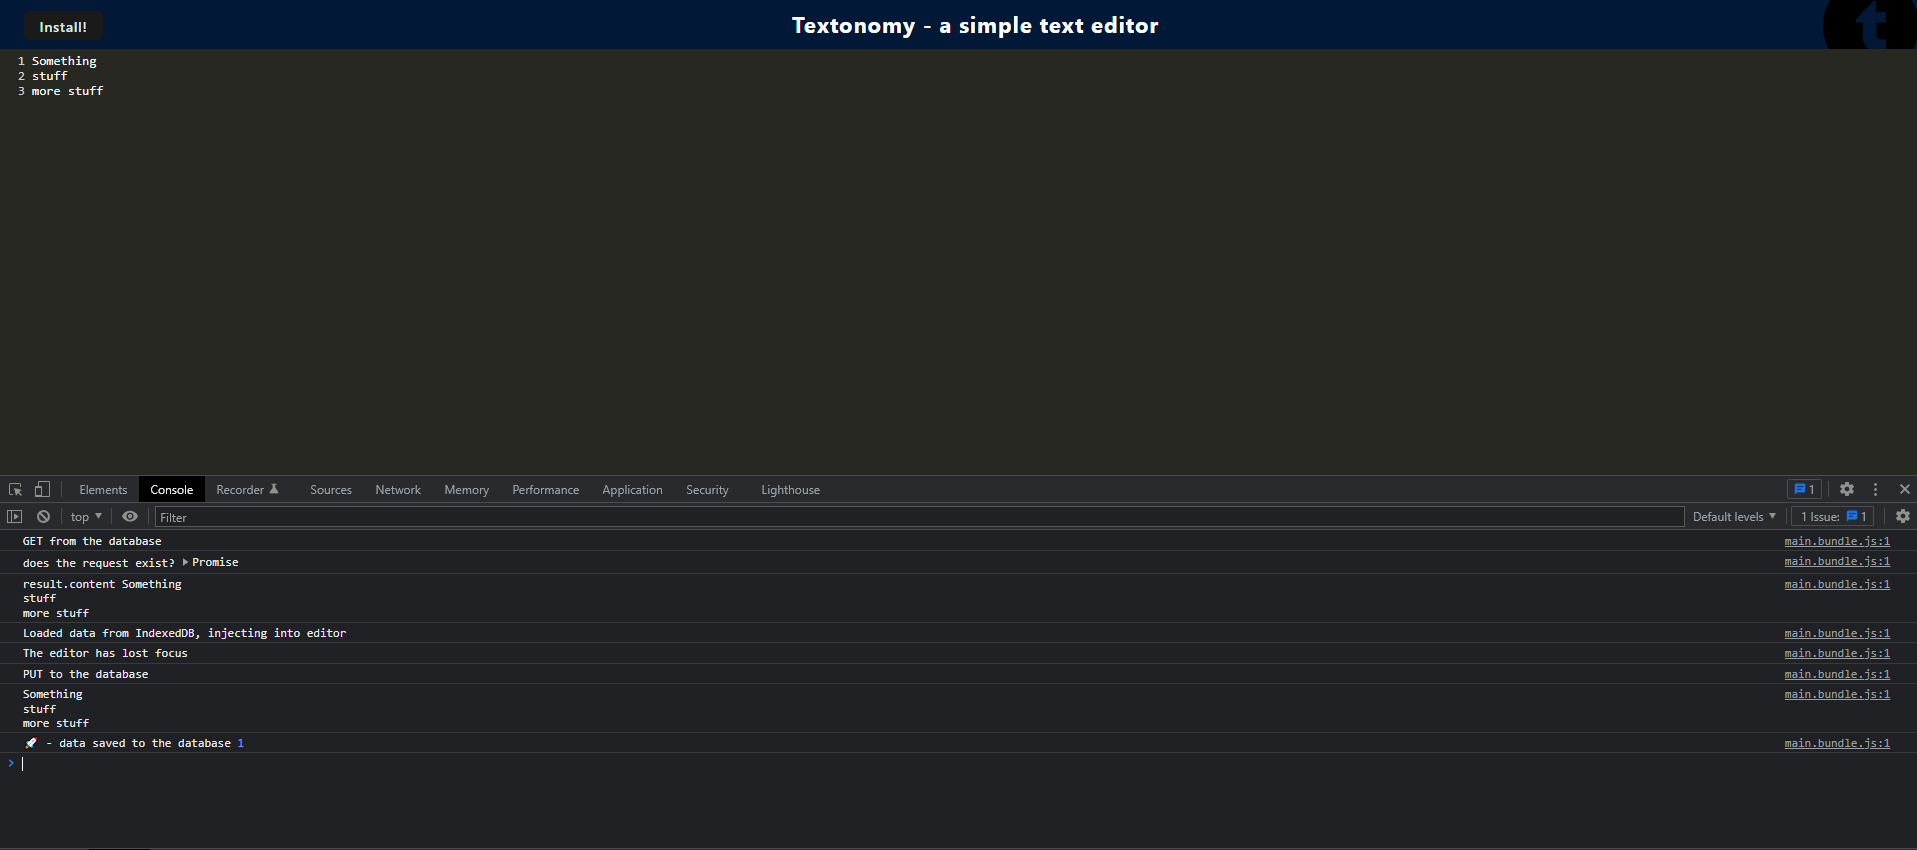 Install!
Textonomy - a simple text editor
t
1 Something
2 stuff
3 more stuff
Elements Console Recorder Sources Network Memory Performance Application Security Lighthouse 1
top Filter Default levels 1 Issue: 1
GET from the database main.bundle.js:1
does the request exist? Promise main.bundle.js:1
result.content Something main.bundle.js:1
stuff
more stuff
Loaded data from IndexedDB, injecting into editor main.bundle.js:1
The editor has lost focus main.bundle.js:1
PUT to the database main.bundle.js:1
Something main.bundle.js:1
stuff
more stuff
🚀 - data saved to the database 1 main.bundle.js:1
>